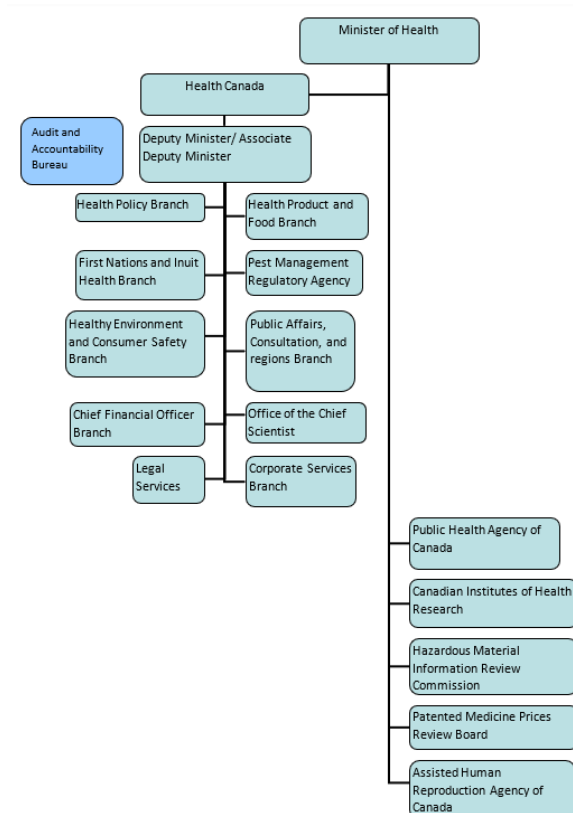 Minister of Health
Health Canada
Audit and
Accountability
Bureau
Deputy Minister/ Associate
Deputy Minister
Health Policy Branch
Health Product and
Food Branch
First Nations and Inuit
Health Branch
Pest Management
Regulatory Agency
Healthy Environment
and Consumer Safety
Branch
Public Affairs,
Consultation, and
regions Branch
Chief Financial Officer
Branch
Office of the Chief
Scientist
Legal
Services
Corporate Services
Branch
Public Health Agency of
Canada
Canadian Institutes of Health
Research
Hazardous Material
Information Review
Commission
Patented Medicine Prices
Review Board
Assisted Human
Reproduction Agency of
Canada